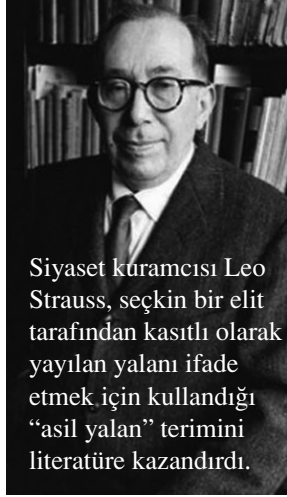 Siyaset kuramcısı Leo
Strauss, seçkin bir elit
tarafından kasıtlı olarak
yayılan yalanı ifade
etmek için kullandığı
“asil yalan” terimini
literatüre kazandırdı.